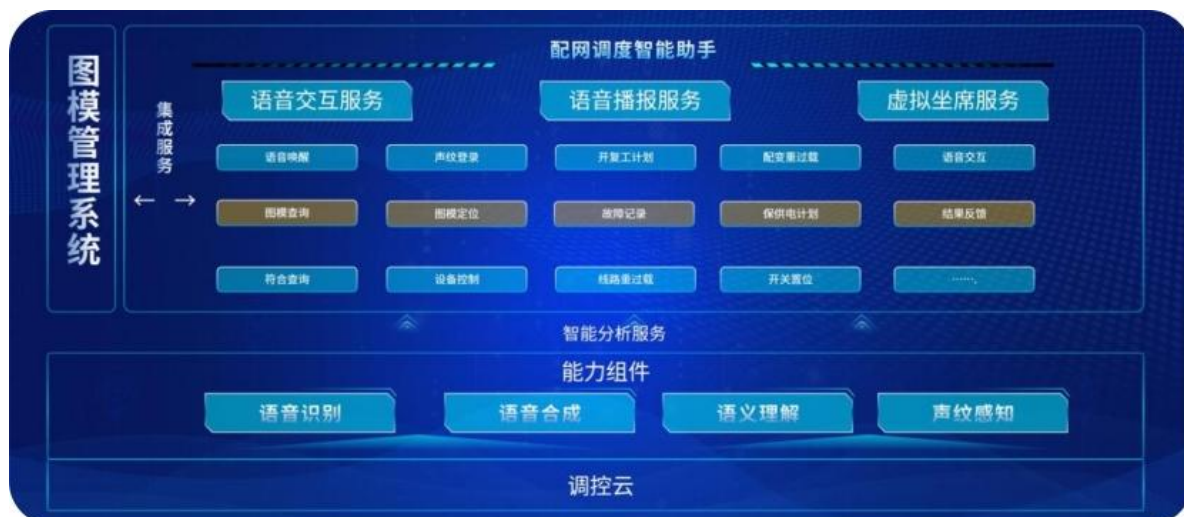 图模管理系统
集成服务
← →
配网调度智能助手
语音交互服务 语音播报服务 虚拟坐席服务
语音唤醒 声纹登录 开复工计划 配变重过载 语音交互
图模查询 图模定位 故障记录 保供电计划 结果反馈
符合查询 设备控制 线路重过载 开关置位 ······,
智能分析服务
能力组件
语音识别 语音合成 语义理解 声纹感知
调控云